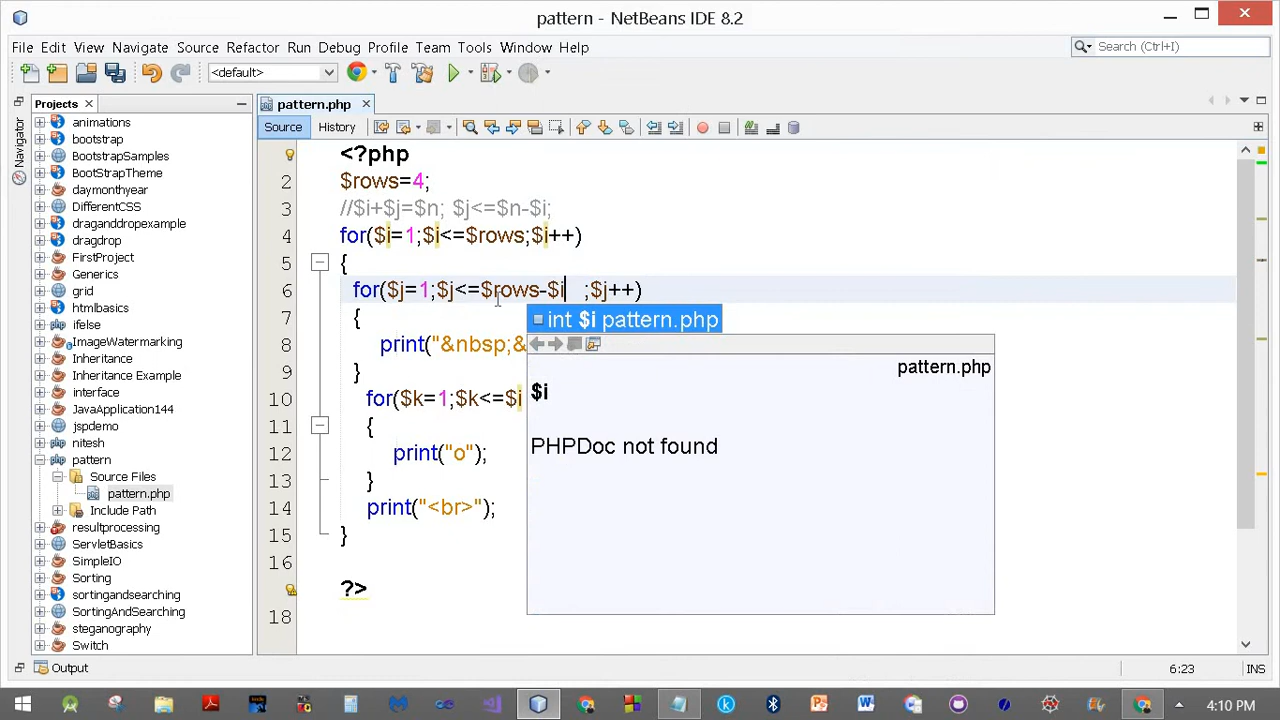 pattern - NetBeans IDE 8.2
File Edit View Navigate Source Refactor Run Debug Profile Team Tools Window Help
Search (Ctrl+I)
<default>
Projects
pattern.php
Navigator
Source History
animations
bootstrap
BootstrapSamples
BootStrapTheme
daymonthyear
DifferentCSS
draganddropexample
dragdrop
FirstProject
Generics
grid
htmlbasics
ifelse
ImageWatermarking
Inheritance
Inheritance Example
interface
JavaApplication144
jspdemo
nitesh
pattern
Source Files
pattern.php
Include Path
resultprocessing
ServletBasics
SimpleIO
Sorting
sortingandsearching
SortingAndSearching
steganography
Switch
<?php
2 $rows=4;
3 //$i+$j=$n; $j<=$n-$i;
4 for($i=1;$i<=$rows;$i++)
5 {
6 for($j=1;$j<=$rows-$i ;$j++)
7 {
8 print("&nbsp;&
9 }
10 for($k=1;$k<=$i
11 {
12 print("o");
13 }
14 print("<br>");
15 }
16
?>
18
int $i pattern.php
pattern.php
$i
PHPDoc not found
Output
6:23 INS
4:10 PM